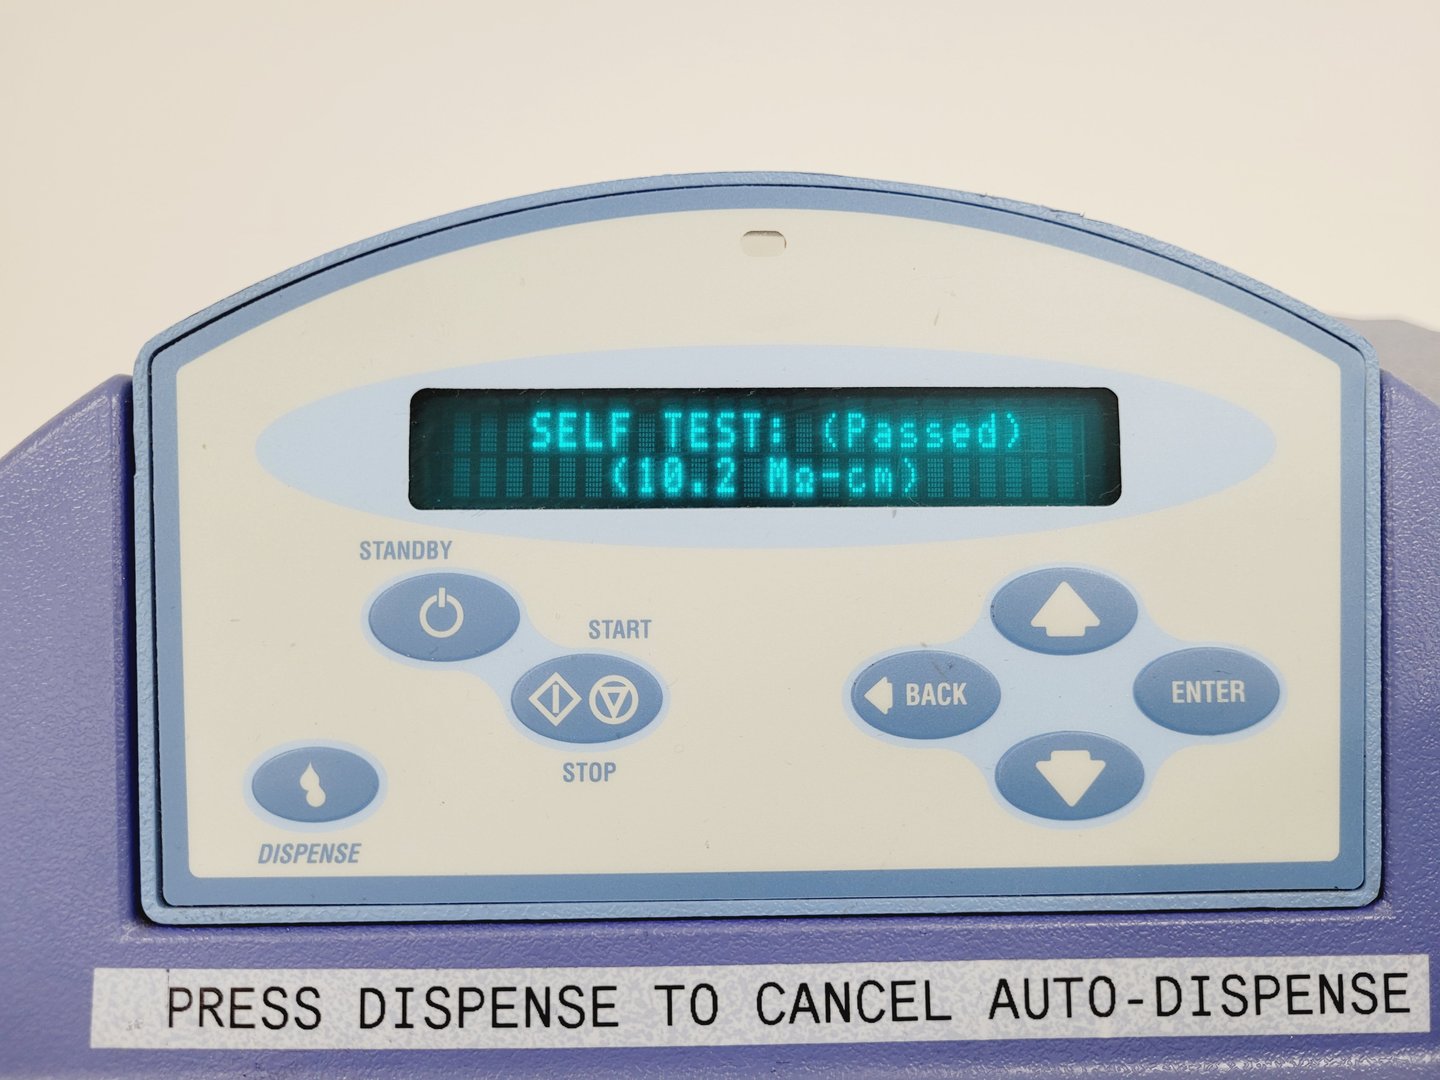 SELF TEST: (Passed)
(10.2 MΩ-cm)
STANDBY
START
BACK
ENTER
STOP
DISPENSE
PRESS DISPENSE TO CANCEL AUTO-DISPENSE